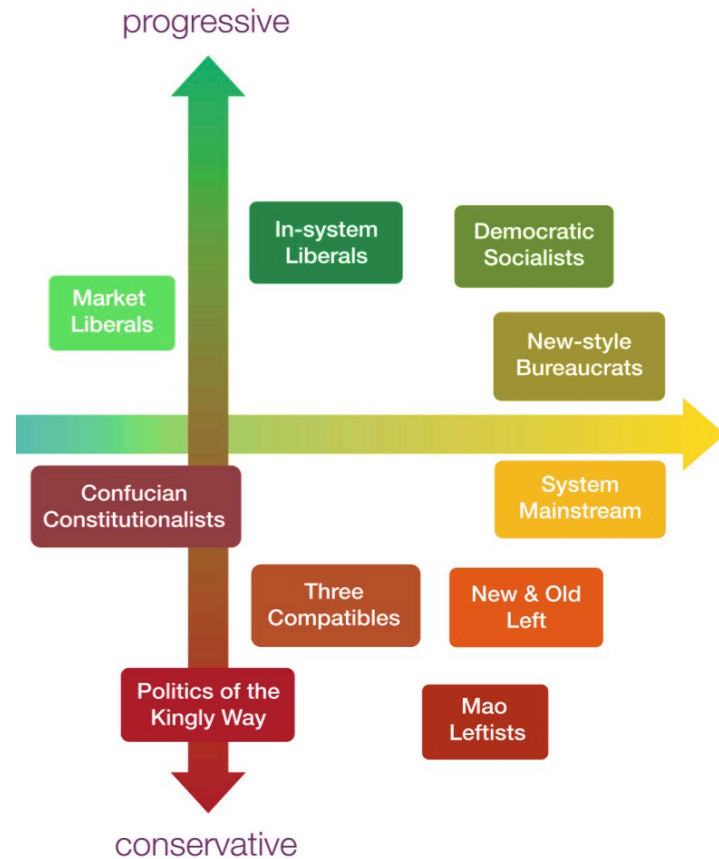 progressive
In-system
Liberals
Democratic
Socialists
Market
Liberals
New-style
Bureaucrats
Confucian
Constitutionalists
System
Mainstream
Three
Compatibles
New & Old
Left
Politics of the
Kingly Way
Mao
Leftists
conservative